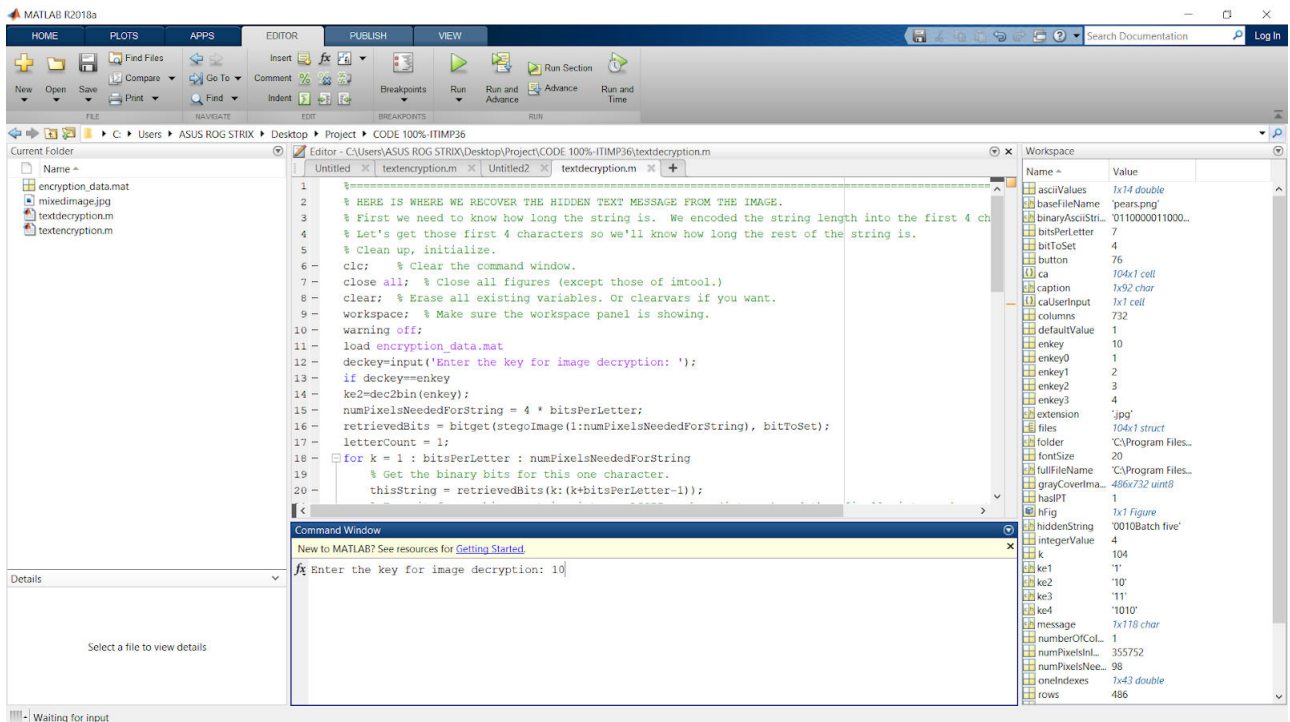 MATLAB R2018a
HOME PLOTS APPS EDITOR PUBLISH VIEW Search Documentation Log In
New Open Save Find Files Compare Print
Go To Find
Insert Comment Indent
Breakpoints Run Run and Advance Run Section Advance Run and Time
FILE NAVIGATE EDIT BREAKPOINTS RUN
C: Users ASUS ROG STRIX Desktop Project CODE 100%-ITIMP36
Current Folder
Name
encryption_data.mat
mixedimage.jpg
textdecryption.m
textencryption.m
Details
Select a file to view details
Editor - C:\Users\ASUS ROG STRIX\Desktop\Project\CODE 100%-ITIMP36\textdecryption.m
Untitled textencryption.m Untitled2 textdecryption.m
1 %=================================================================================================
2 % HERE IS WHERE WE RECOVER THE HIDDEN TEXT MESSAGE FROM THE IMAGE.
3 % First we need to know how long the string is. We encoded the string length into the first 4 ch
4 % Let's get those first 4 characters so we'll know how long the rest of the string is.
5 % Clean up, initialize.
6 - clc; % Clear the command window.
7 - close all; % Close all figures (except those of imtool.)
8 - clear; % Erase all existing variables. Or clearvars if you want.
9 - workspace; % Make sure the workspace panel is showing.
10 - warning off;
11 - load encryption_data.mat
12 - deckey=input('Enter the key for image decryption: ');
13 - if deckey==enkey
14 - ke2=dec2bin(enkey);
15 - numPixelsNeededForString = 4 * bitsPerLetter;
16 - retrievedBits = bitget(stegoImage(1:numPixelsNeededForString), bitToSet);
17 - letterCount = 1;
18 - for k = 1 : bitsPerLetter : numPixelsNeededForString
19 % Get the binary bits for this one character.
20 - thisString = retrievedBits(k:(k+bitsPerLetter-1));
Command Window
New to MATLAB? See resources for Getting Started.
fx Enter the key for image decryption: 10
Workspace
Name Value
asciiValues 1x14 double
baseFileName 'pears.png'
binaryAsciiStri... '0110000011000...
bitsPerLetter 7
bitToSet 4
button 76
ca 104x1 cell
caption 1x92 char
caUserInput 1x1 cell
columns 732
defaultValue 1
enkey 10
enkey0 1
enkey1 2
enkey2 3
enkey3 4
extension '.jpg'
files 104x1 struct
folder 'C:\Program Files...
fontSize 20
fullFileName 'C:\Program Files...
grayCoverIma... 486x732 uint8
hasIPT 1
hFig 1x1 Figure
hiddenString '0010Batch five'
integerValue 4
k 104
ke1 '1'
ke2 '10'
ke3 '11'
ke4 '1010'
message 1x118 char
numberOfCol... 1
numPixelsInI... 355752
numPixelsNee... 98
oneIndexes 1x43 double
rows 486
Waiting for input